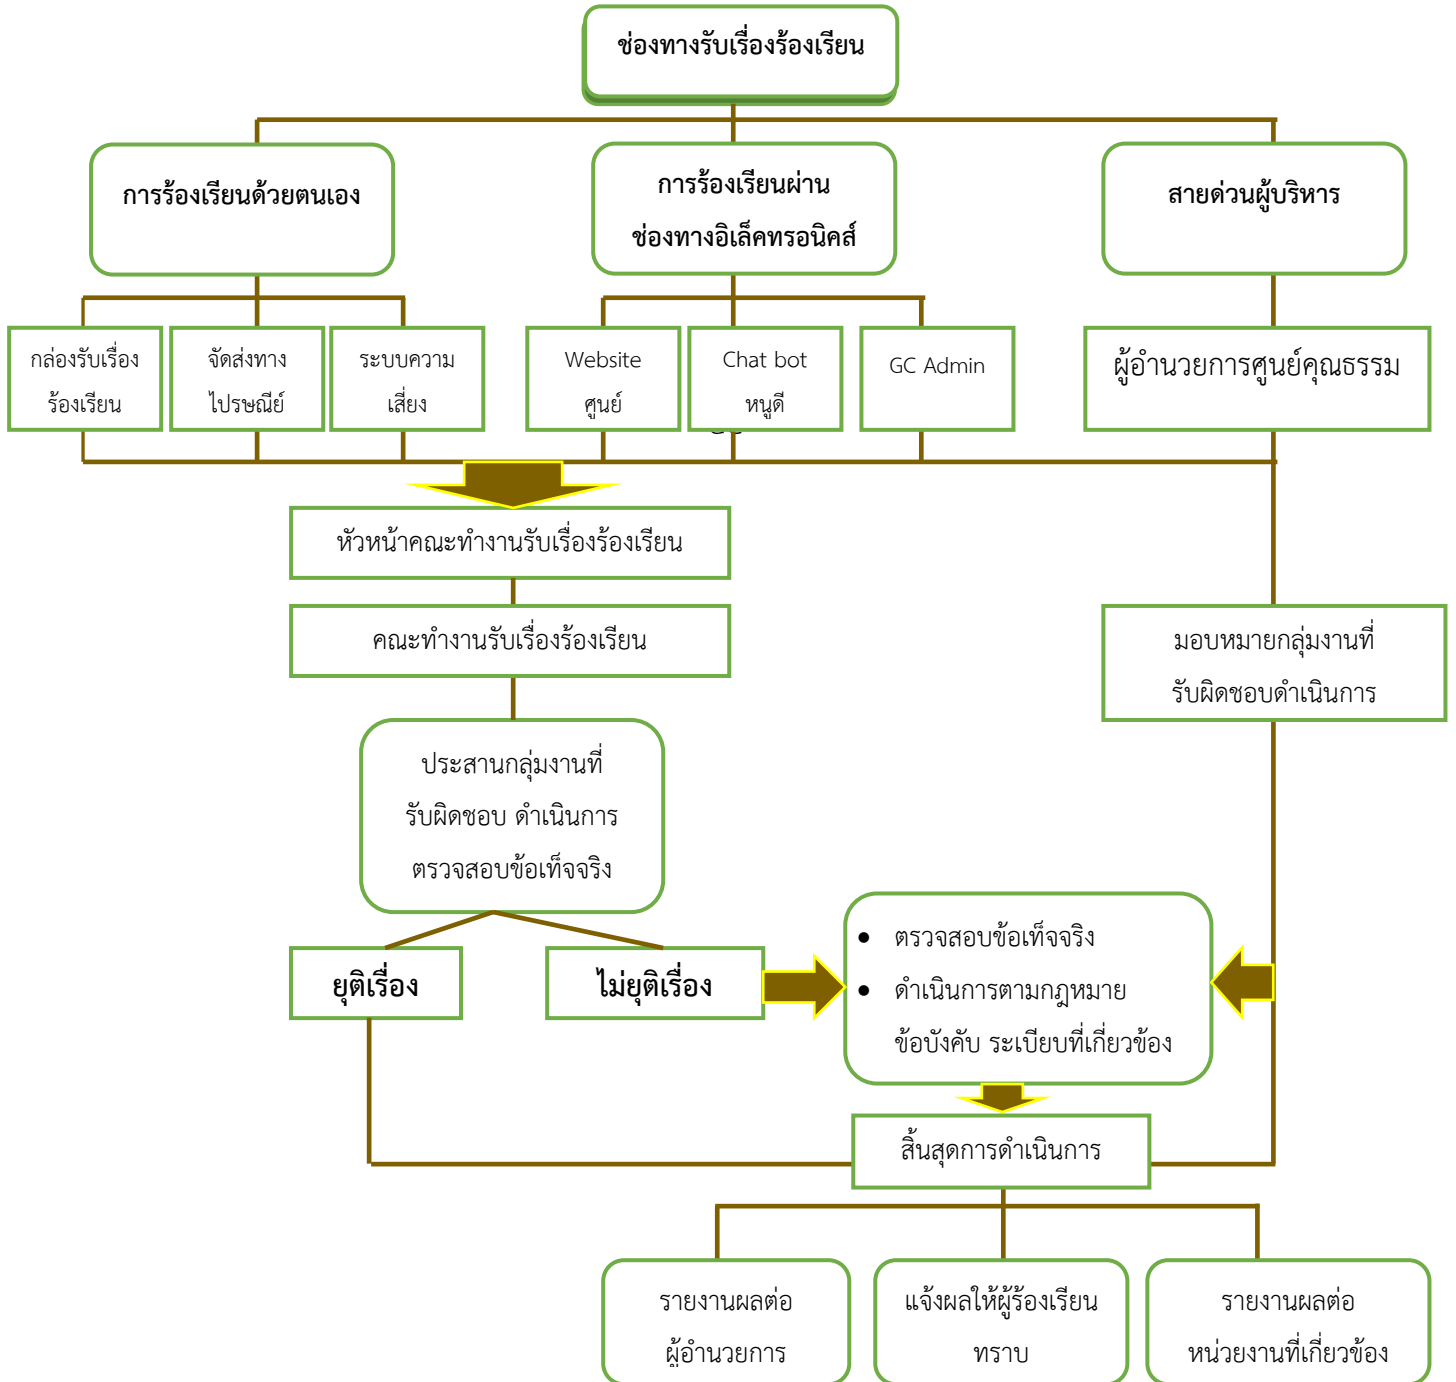 ช่องทางรับเรื่องร้องเรียน
การร้องเรียนด้วยตนเอง
การร้องเรียนผ่าน
ช่องทางอิเล็คทรอนิคส์
สายด่วนผู้บริหาร
กล่องรับเรื่อง
ร้องเรียน
จัดส่งทาง
ไปรษณีย์
ระบบความ
เสี่ยง
Website
ศูนย์
Chat bot
หนูดี
GC Admin
ผู้อำนวยการศูนย์คุณธรรม
หัวหน้าคณะทำงานรับเรื่องร้องเรียน
คณะทำงานรับเรื่องร้องเรียน
มอบหมายกลุ่มงานที่
รับผิดชอบดำเนินการ
ประสานกลุ่มงานที่
รับผิดชอบ ดำเนินการ
ตรวจสอบข้อเท็จจริง
ยุติเรื่อง
ไม่ยุติเรื่อง
• ตรวจสอบข้อเท็จจริง
• ดำเนินการตามกฎหมาย
ข้อบังคับ ระเบียบที่เกี่ยวข้อง
สิ้นสุดการดำเนินการ
รายงานผลต่อ
ผู้อำนวยการ
แจ้งผลให้ผู้ร้องเรียน
ทราบ
รายงานผลต่อ
หน่วยงานที่เกี่ยวข้อง